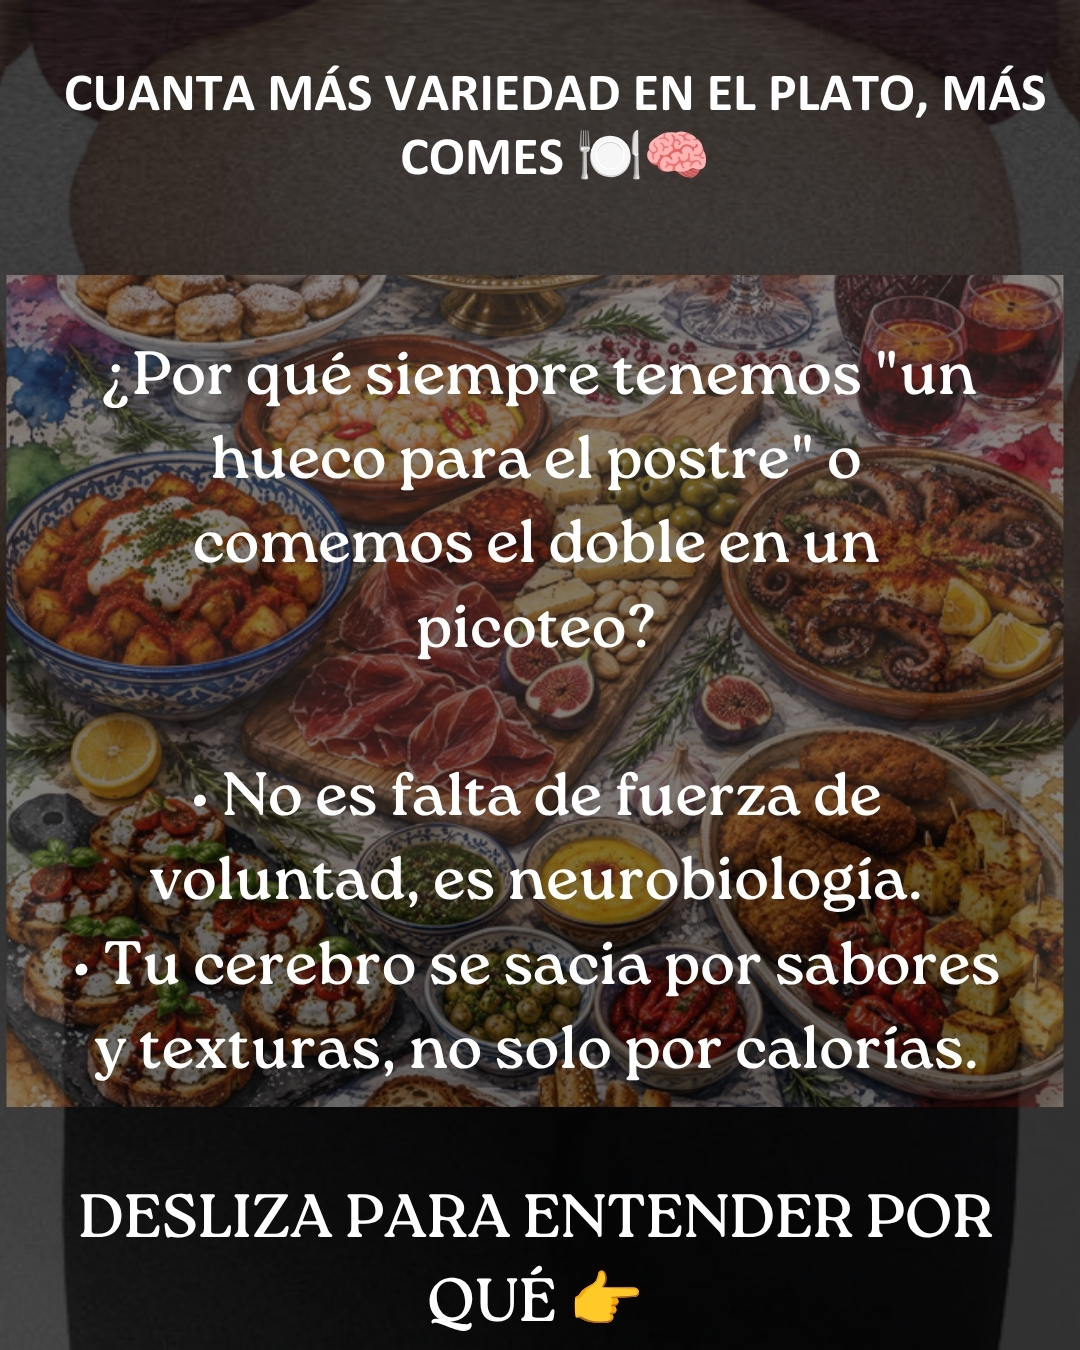 CUANTA MÁS VARIEDAD EN EL PLATO, MÁS
COMES 🍽️🧠
¿Por qué siempre tenemos "un
hueco para el postre" o
comemos el doble en un
picoteo?
• No es falta de fuerza de
voluntad, es neurobiología.
• Tu cerebro se sacia por sabores
y texturas, no solo por calorías.
DESLIZA PARA ENTENDER POR
QUÉ 👉